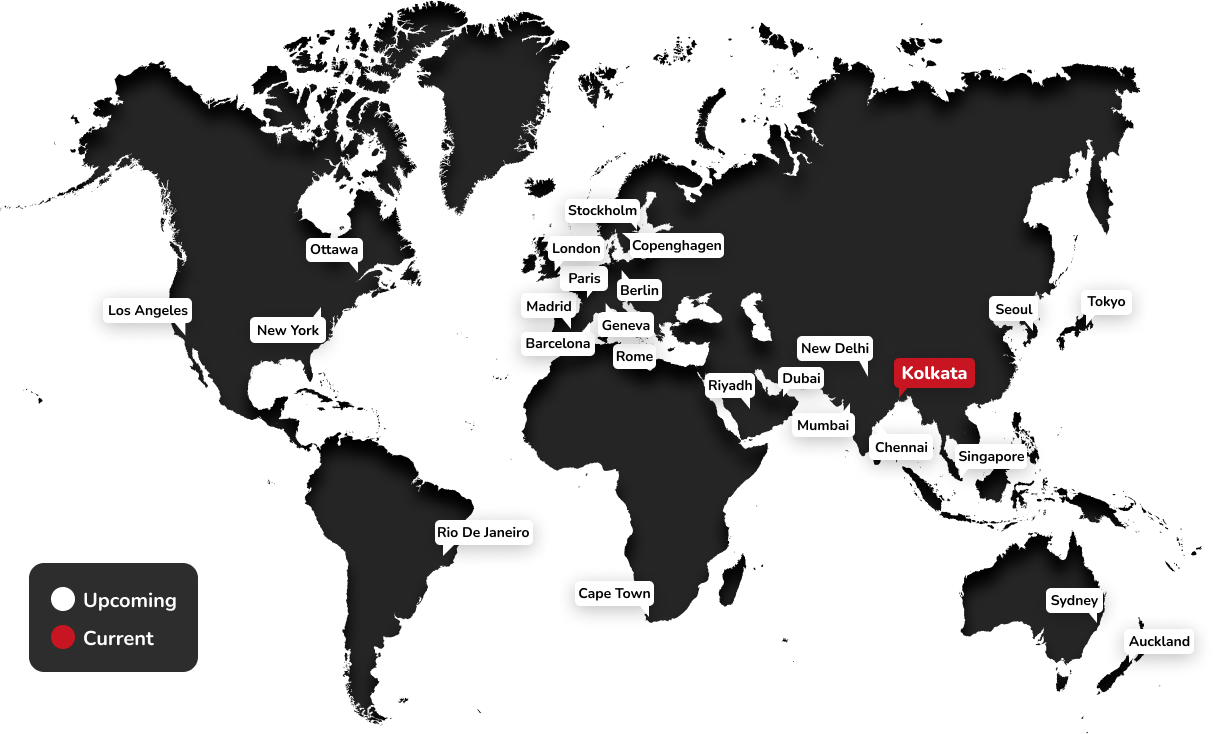 Stockholm
Ottawa
London
Copenghagen
Paris
Berlin
Madrid
Los Angeles
New York
Geneva
Barcelona
Rome
Seoul
Tokyo
New Delhi
Kolkata
Riyadh
Dubai
Mumbai
Chennai
Singapore
Rio De Janeiro
Cape Town
Sydney
Auckland
Upcoming
Current